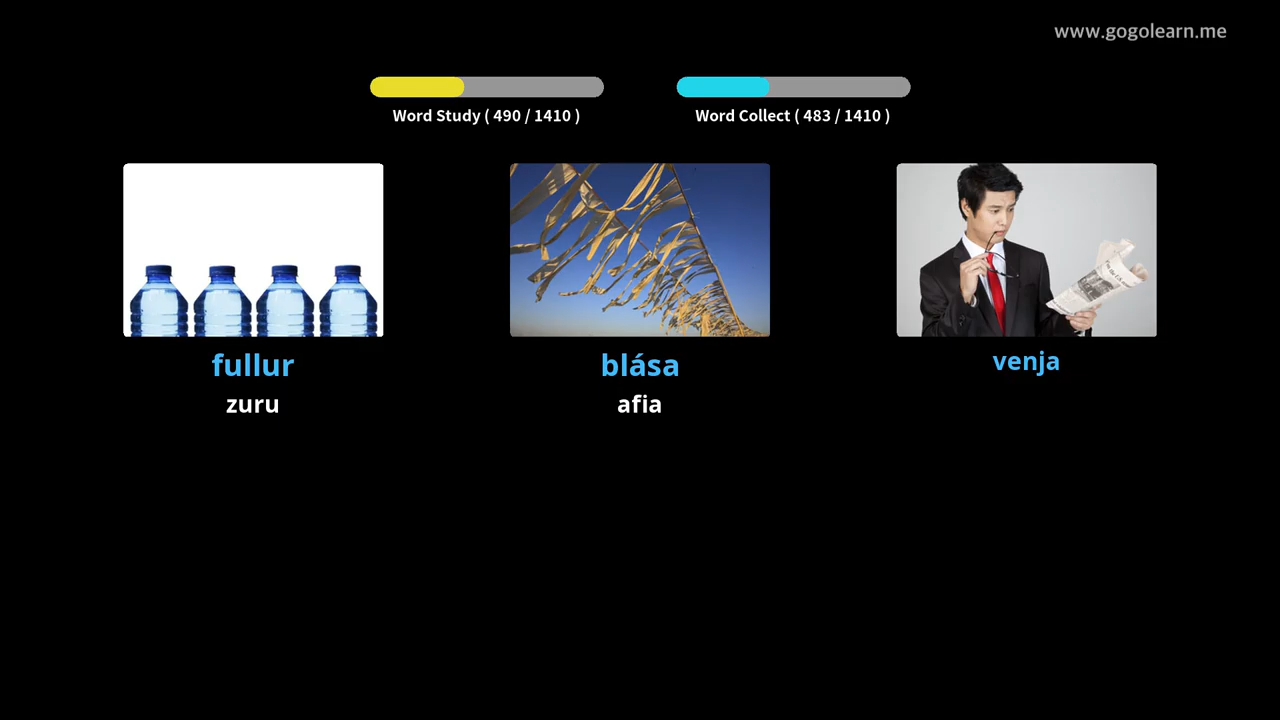 www.gogolearn.me
Word Study ( 490 / 1410 )
Word Collect ( 483 / 1410 )
fullur
blása
venja
zuru
afia